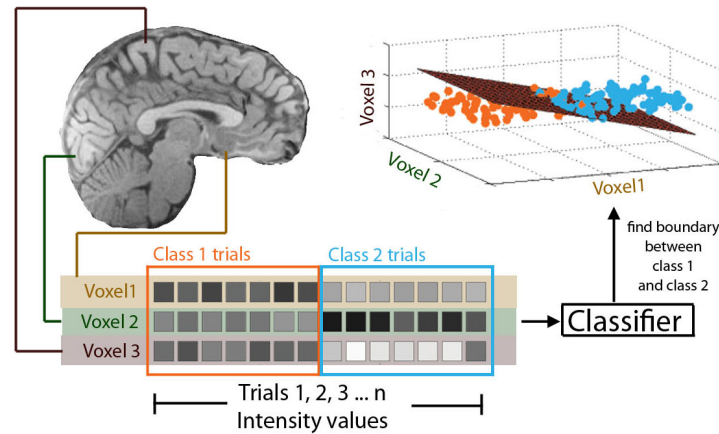 Voxel 3
Voxel 2
Voxel1
Class 1 trials
Class 2 trials
find boundary
between
class 1
and class 2
Voxel1
Voxel 2
Voxel 3
Classifier
Trials 1, 2, 3 ... n
Intensity values